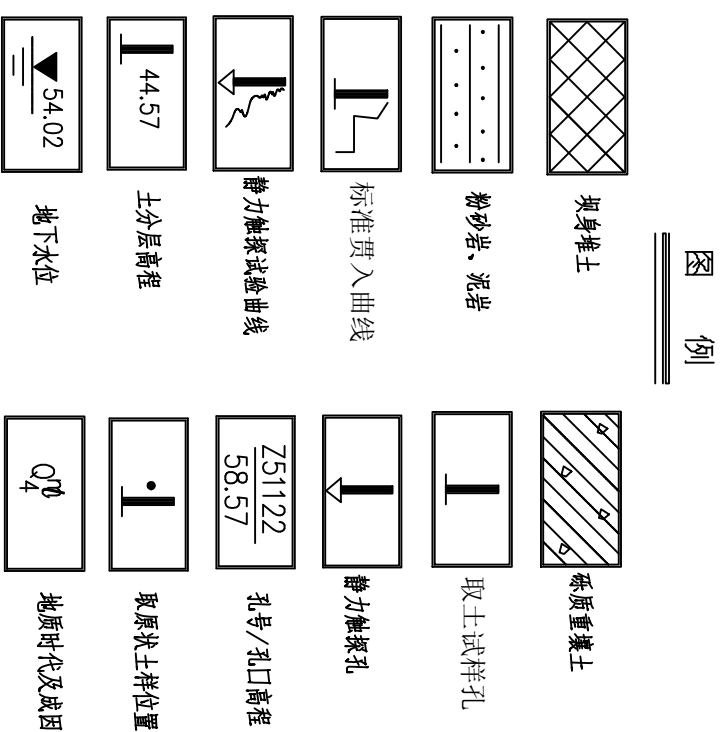 图 例
坝身堆土
砾质重壤土
粉砂岩、泥岩
取土试样孔
标准贯入曲线
静力触探孔
静力触探试验曲线
Z51122
58.57
孔号/孔口高程
44.57
土分层高程
取原状土样位置
54.02
地下水位
地质时代及成因